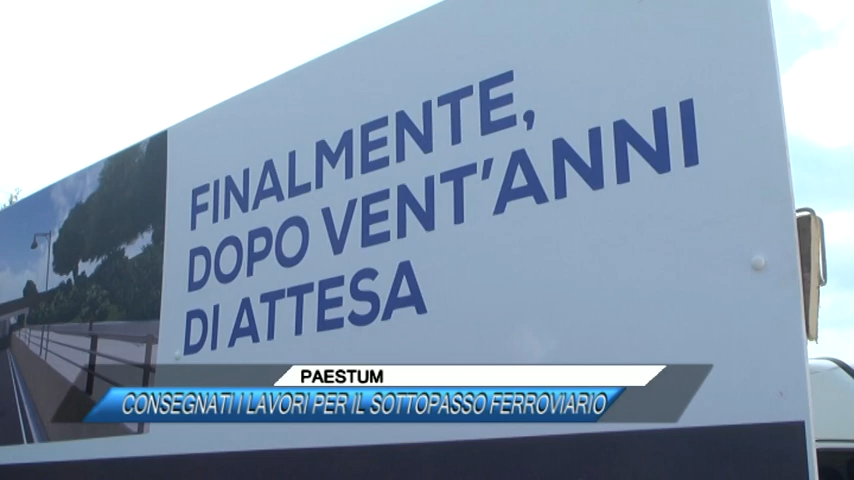 FINALMENTE,
DOPO VENT'ANNI
DI ATTESA
PAESTUM
CONSEGNATI I LAVORI PER IL SOTTOPASSO FERROVIARIO